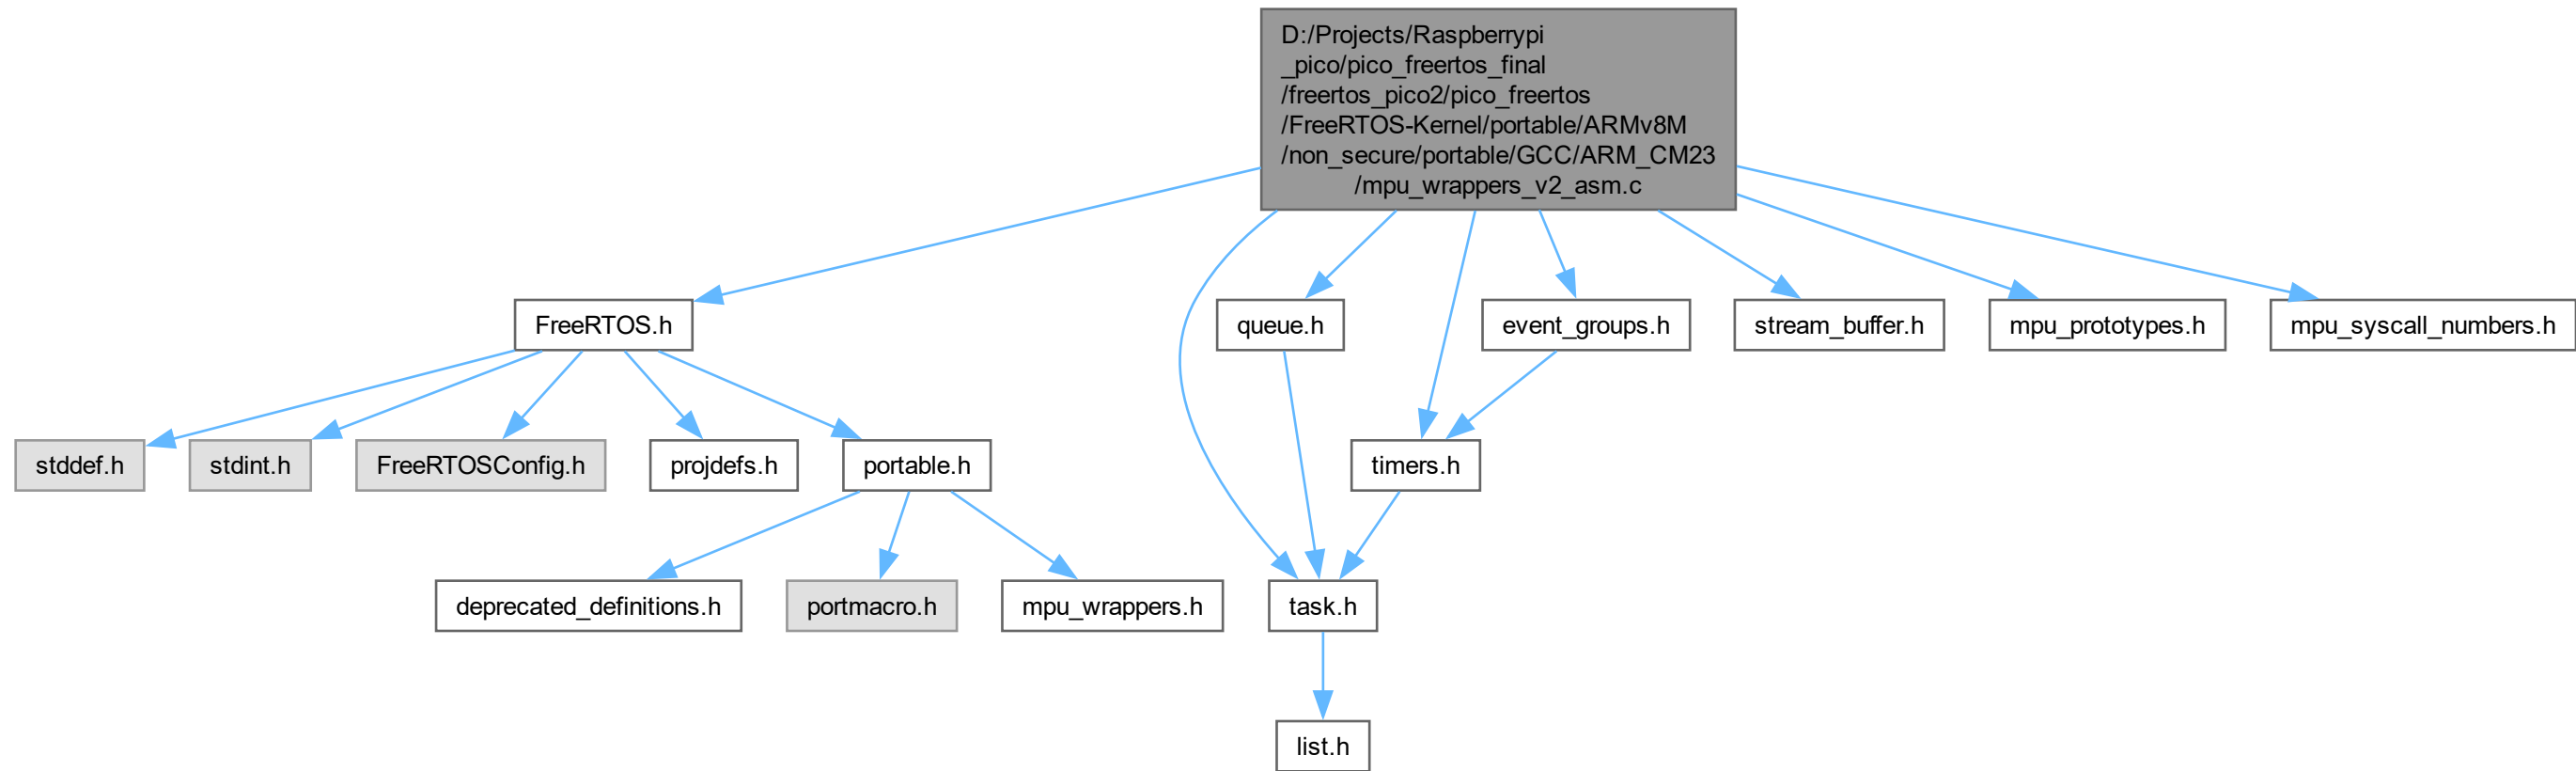 D:/Projects/Raspberrypi
_pico/pico_freertos_final
/freertos_pico2/pico_freertos
/FreeRTOS-Kernel/portable/ARMv8M
/non_secure/portable/GCC/ARM_CM23
/mpu_wrappers_v2_asm.c
FreeRTOS.h
queue.h
event_groups.h
stream_buffer.h
mpu_prototypes.h
mpu_syscall_numbers.h
stddef.h
stdint.h
FreeRTOSConfig.h
projdefs.h
portable.h
timers.h
deprecated_definitions.h
portmacro.h
mpu_wrappers.h
task.h
list.h